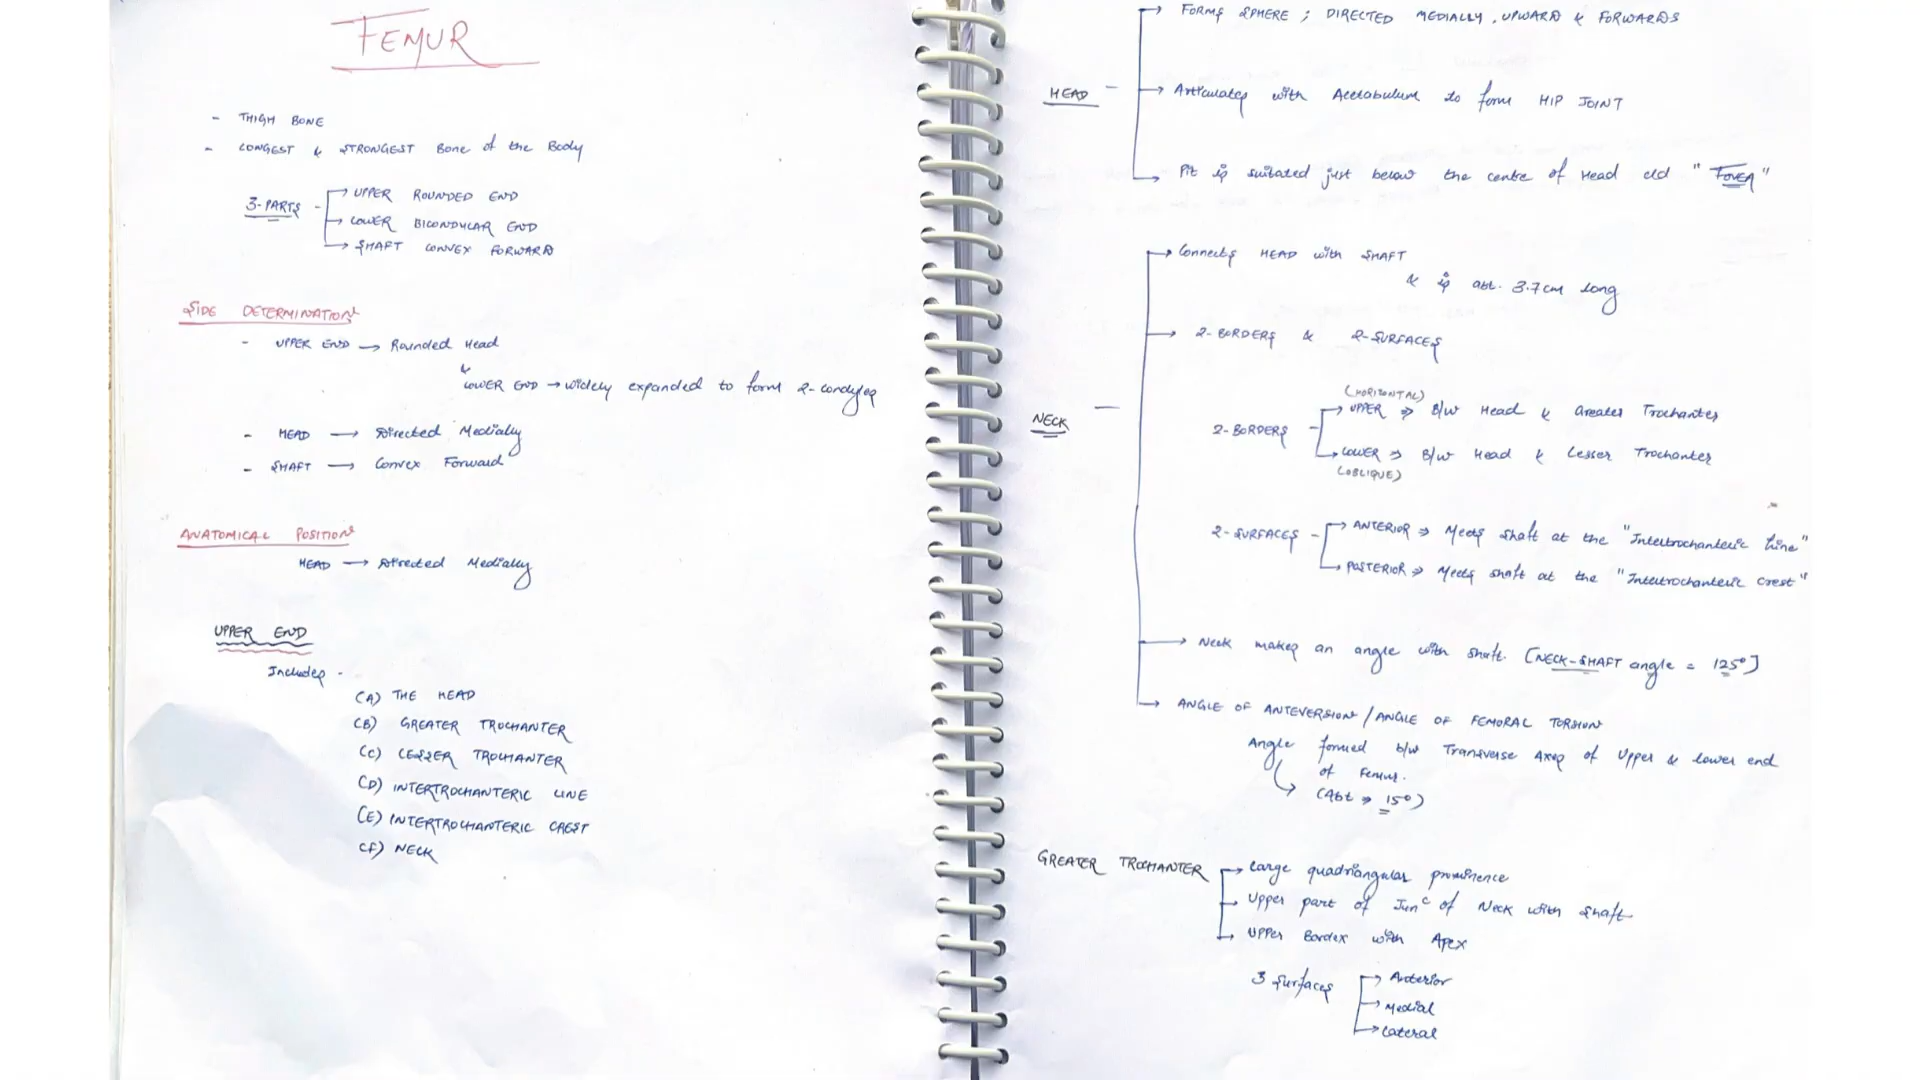 FEMUR
- THIGH BONE
- LONGEST & STRONGEST Bone of the Body
3-PARTS - → UPPER ROUNDED END
→ LOWER BICONDYLAR END
→ SHAFT CONVEX FORWARD
SIDE DETERMINATION
- UPPER END → Rounded Head
&
LOWER END → widely expanded to form 2-condyles
- HEAD → Directed Medially
- SHAFT → Convex Forward
ANATOMICAL POSITION
HEAD → Directed Medially
UPPER END
Includes -
(A) THE HEAD
(B) GREATER TROCHANTER
(C) LESSER TROCHANTER
(D) INTERTROCHANTERIC LINE
(E) INTERTROCHANTERIC CREST
(F) NECK
HEAD - → FORMS SPHERE ; DIRECTED MEDIALLY, UPWARD & FORWARDS
→ Articulates with Acetabulum to form HIP JOINT
→ Pit is suitated just below the centre of Head cld "FOVEA"
NECK - → Connects HEAD with SHAFT
& is abt. 3.7cm long
→ 2-BORDERS & 2-SURFACES
(HORIZONTAL)
2-BORDERS - → UPPER ⇒ B/w Head & Greater Trochanter
→ LOWER ⇒ B/w Head & Lesser Trochanter
(OBLIQUE)
2-SURFACES - → ANTERIOR ⇒ Meets shaft at the "Intertrochanteric line"
→ POSTERIOR ⇒ Meets shaft at the "Intertrochanteric crest"
→ Neck makes an angle with shaft. [NECK-SHAFT angle = 125°]
→ ANGLE OF ANTEVERSION / ANGLE OF FEMORAL TORSION
Angle formed b/w Transverse Axes of Upper & lower end
of Femur.
→ (Abt ⇒ 15°)
GREATER TROCHANTER → Large quadriangular prominence
→ Upper part of Junc of Neck with shaft
→ UPPER Border with Apex
3 surfaces → Anterior
→ Medial
→ Lateral